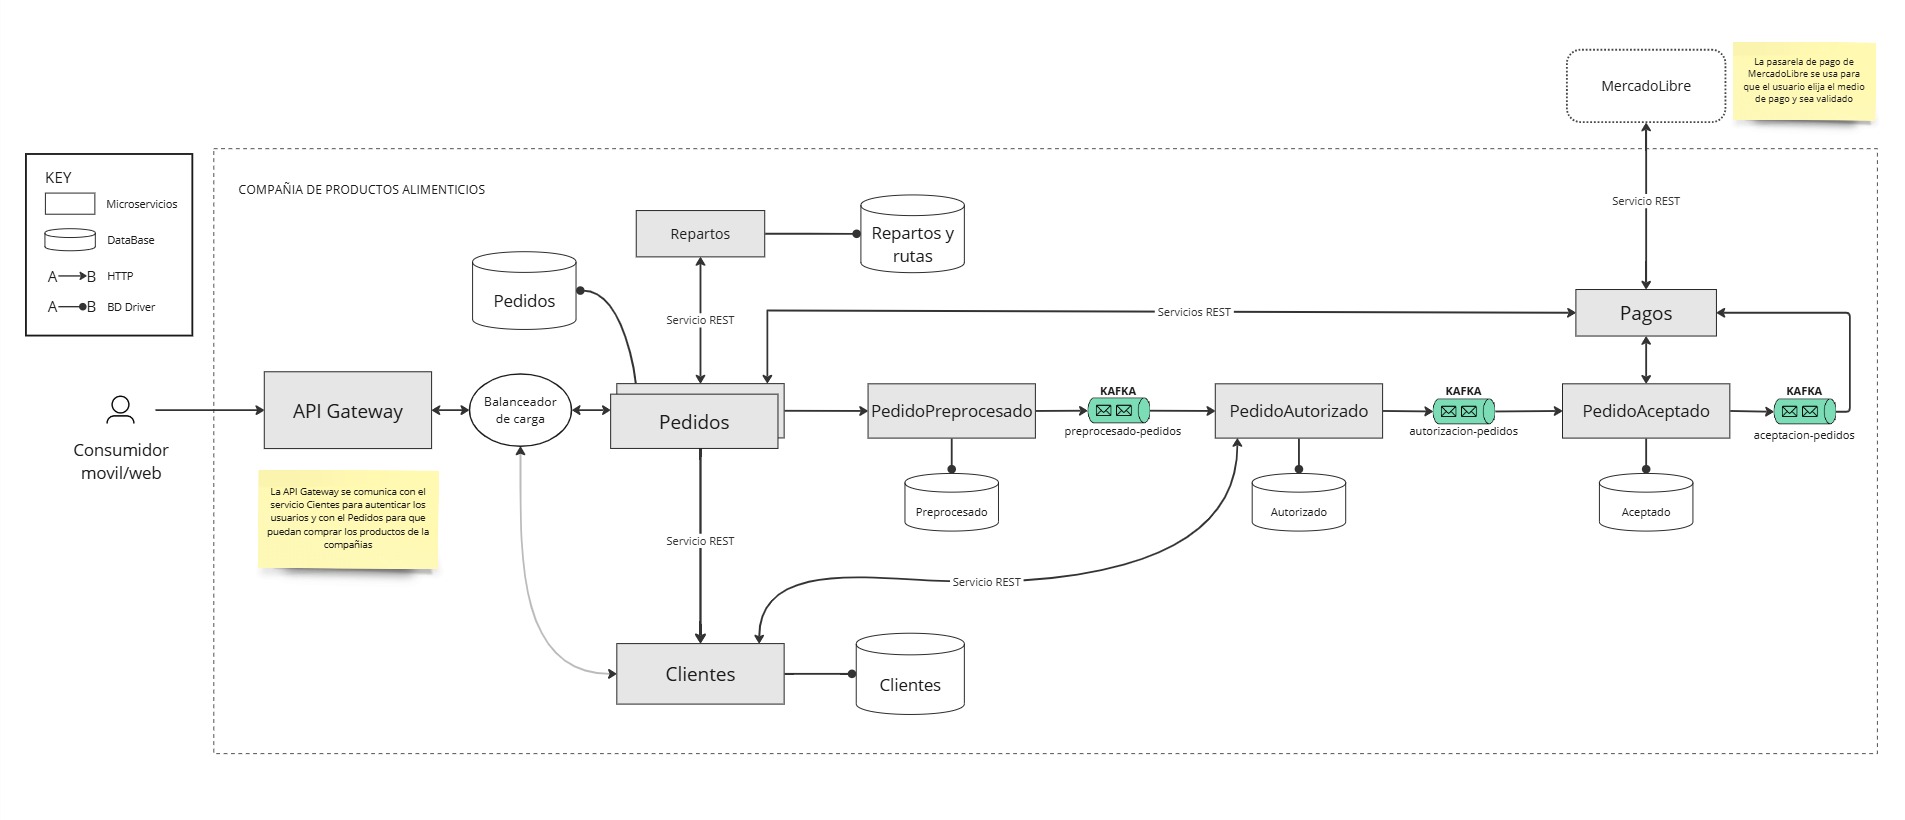 MercadoLibre
La pasarela de pago de
MercadoLibre se usa para
que el usuario elija el medio
de pago y sea validado
KEY
Microservicios
DataBase
A B HTTP
A B BD Driver
COMPAÑIA DE PRODUCTOS ALIMENTICIOS
Servicio REST
Repartos
Repartos y
rutas
Pedidos
Servicio REST
Servicios REST
Pagos
Consumidor
movil/web
API Gateway
Balanceador
de carga
Pedidos
PedidoPreprocesado
KAFKA
preprocesado-pedidos
PedidoAutorizado
KAFKA
autorizacion-pedidos
PedidoAceptado
KAFKA
aceptacion-pedidos
La API Gateway se comunica con el
servicio Cientes para autenticar los
usuarios y con el Pedidos para que
puedan comprar los productos de la
compañias
Preprocesado
Autorizado
Aceptado
Servicio REST
Servicio REST
Clientes
Clientes